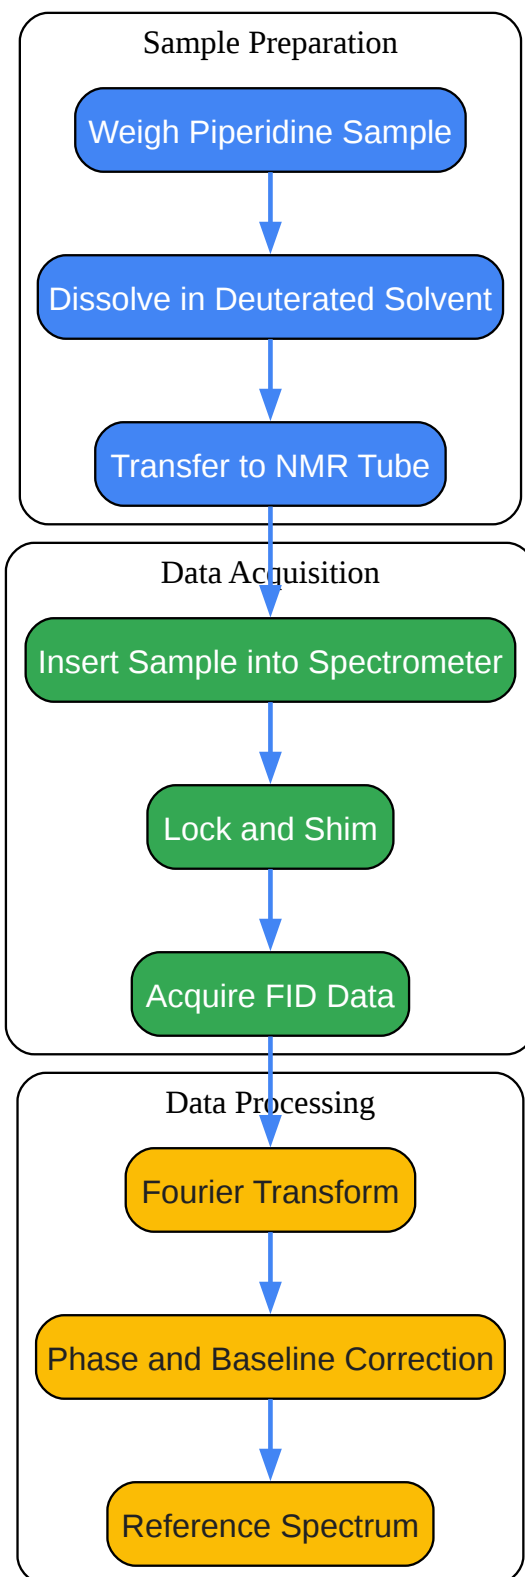 Sample Preparation
Weigh Piperidine Sample
Dissolve in Deuterated Solvent
Transfer to NMR Tube
Data Acquisition
Insert Sample into Spectrometer
Lock and Shim
Acquire FID Data
Data Processing
Fourier Transform
Phase and Baseline Correction
Reference Spectrum